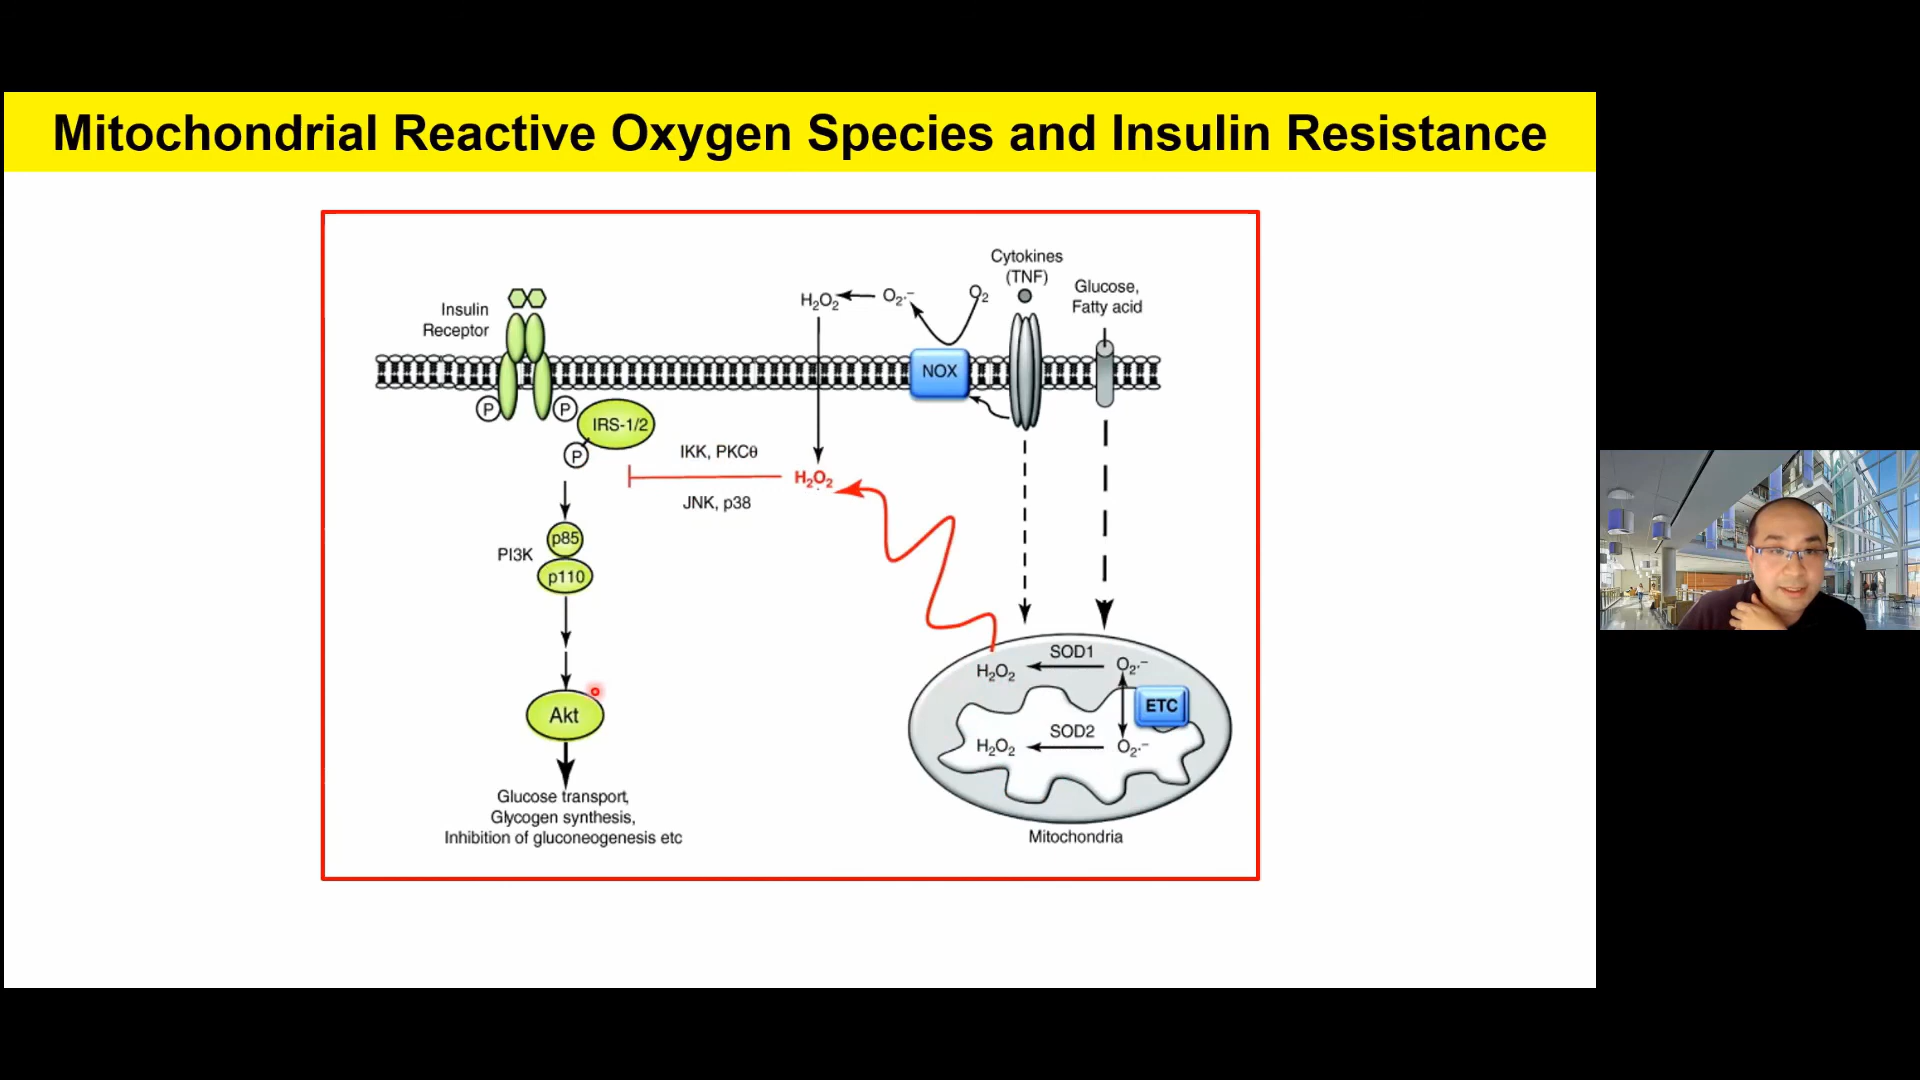 Mitochondrial Reactive Oxygen Species and Insulin Resistance
Cytokines
(TNF)
Glucose,
Fatty acid
Insulin
Receptor
H₂O₂
O₂·⁻
O₂
NOX
P
P
IRS-1/2
P
IKK, PKCθ
H₂O₂
JNK, p38
PI3K
p85
p110
Akt
Glucose transport,
Glycogen synthesis,
Inhibition of gluconeogenesis etc
SOD1
H₂O₂
O₂·⁻
ETC
SOD2
H₂O₂
O₂·⁻
Mitochondria